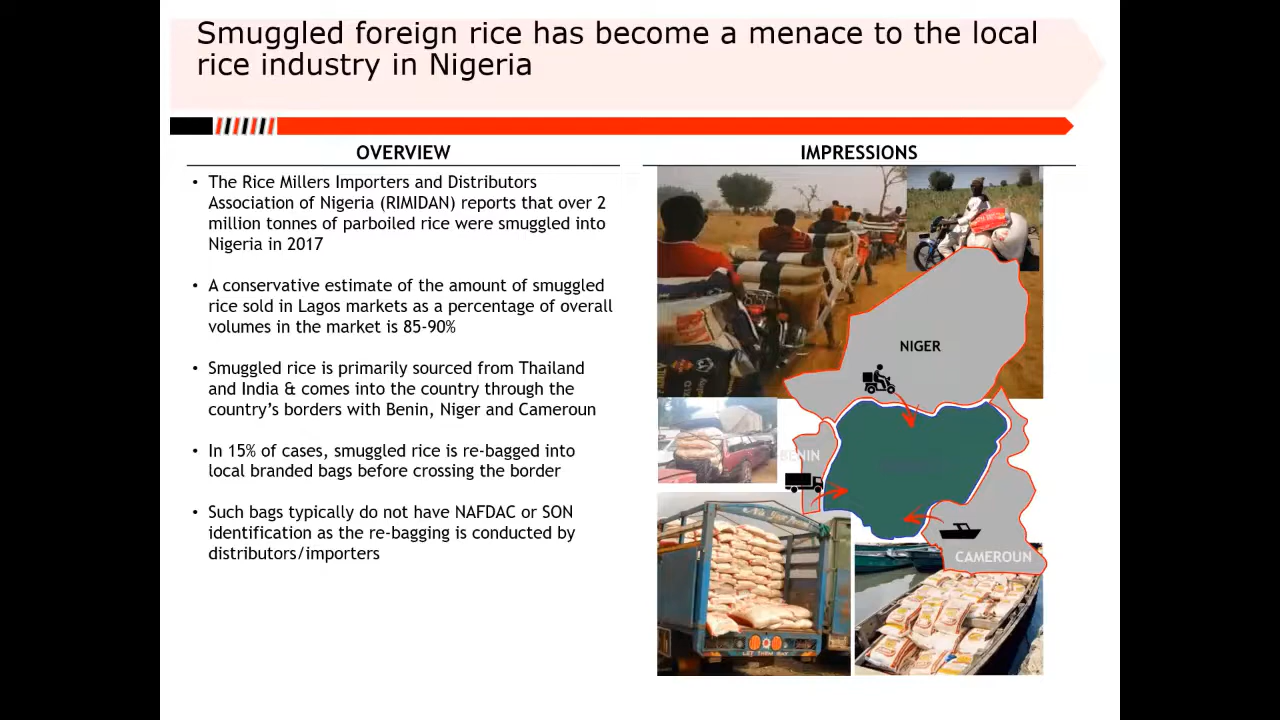 Smuggled foreign rice has become a menace to the local
rice industry in Nigeria
OVERVIEW
• The Rice Millers Importers and Distributors
Association of Nigeria (RIMIDAN) reports that over 2
million tonnes of parboiled rice were smuggled into
Nigeria in 2017
• A conservative estimate of the amount of smuggled
rice sold in Lagos markets as a percentage of overall
volumes in the market is 85-90%
• Smuggled rice is primarily sourced from Thailand
and India & comes into the country through the
country's borders with Benin, Niger and Cameroun
• In 15% of cases, smuggled rice is re-bagged into
local branded bags before crossing the border
• Such bags typically do not have NAFDAC or SON
identification as the re-bagging is conducted by
distributors/importers
IMPRESSIONS
NIGER
BENIN
CAMEROUN